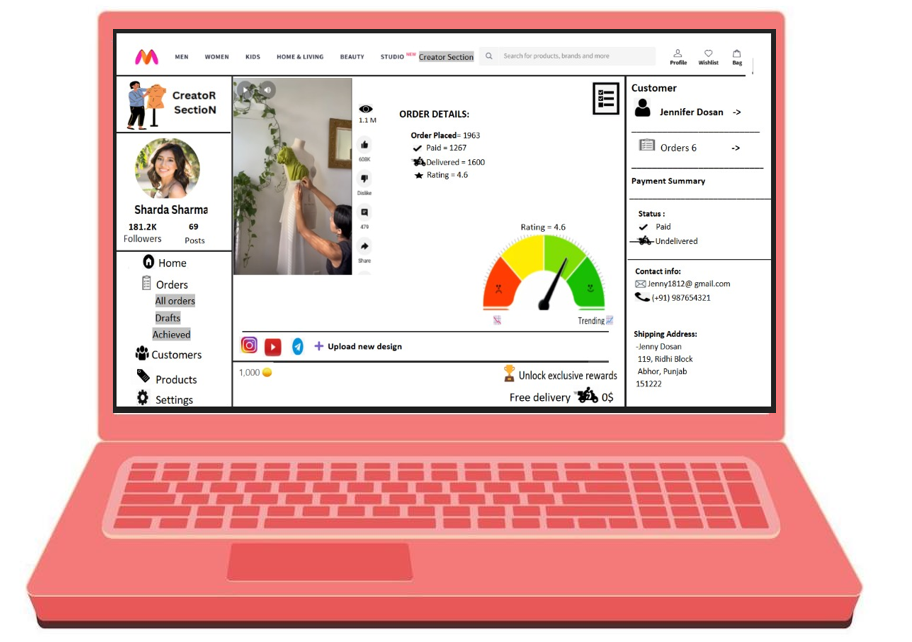 MEN WOMEN KIDS HOME & LIVING BEAUTY STUDIO NEW Creator Section Search for products, brands and more Profile Wishlist Bag
CreatoR
SectioN
Sharda Sharma
181.2K 69
Followers Posts
Home
Orders
All orders
Drafts
Achieved
Customers
Products
Settings
1.1 M
608K
Dislike
479
Share
ORDER DETAILS:
Order Placed= 1963
Paid = 1267
Delivered = 1600
Rating = 4.6
Rating = 4.6
Trending
+ Upload new design
1,000
Unlock exclusive rewards
Free delivery 0$
Customer
Jennifer Dosan ->
Orders 6 ->
Payment Summary
Status :
Paid
Undelivered
Contact info:
Jenny1812@ gmail.com
(+91) 987654321
Shipping Address:
-Jenny Dosan
119, Ridhi Block
Abhor, Punjab
151222